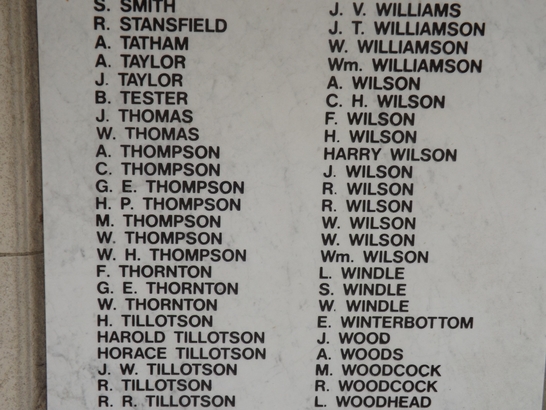 S. SMITH
R. STANSFIELD
A. TATHAM
A. TAYLOR
J. TAYLOR
B. TESTER
J. THOMAS
W. THOMAS
A. THOMPSON
C. THOMPSON
G. E. THOMPSON
H. P. THOMPSON
M. THOMPSON
W. THOMPSON
W. H. THOMPSON
F. THORNTON
G. E. THORNTON
W. THORNTON
H. TILLOTSON
HAROLD TILLOTSON
HORACE TILLOTSON
J. W. TILLOTSON
R. TILLOTSON
R. R. TILLOTSON
J. V. WILLIAMS
J. T. WILLIAMSON
W. WILLIAMSON
Wm. WILLIAMSON
A. WILSON
C. H. WILSON
F. WILSON
H. WILSON
HARRY WILSON
J. WILSON
R. WILSON
R. WILSON
W. WILSON
W. WILSON
Wm. WILSON
L. WINDLE
S. WINDLE
W. WINDLE
E. WINTERBOTTOM
J. WOOD
A. WOODS
M. WOODCOCK
R. WOODCOCK
L. WOODHEAD